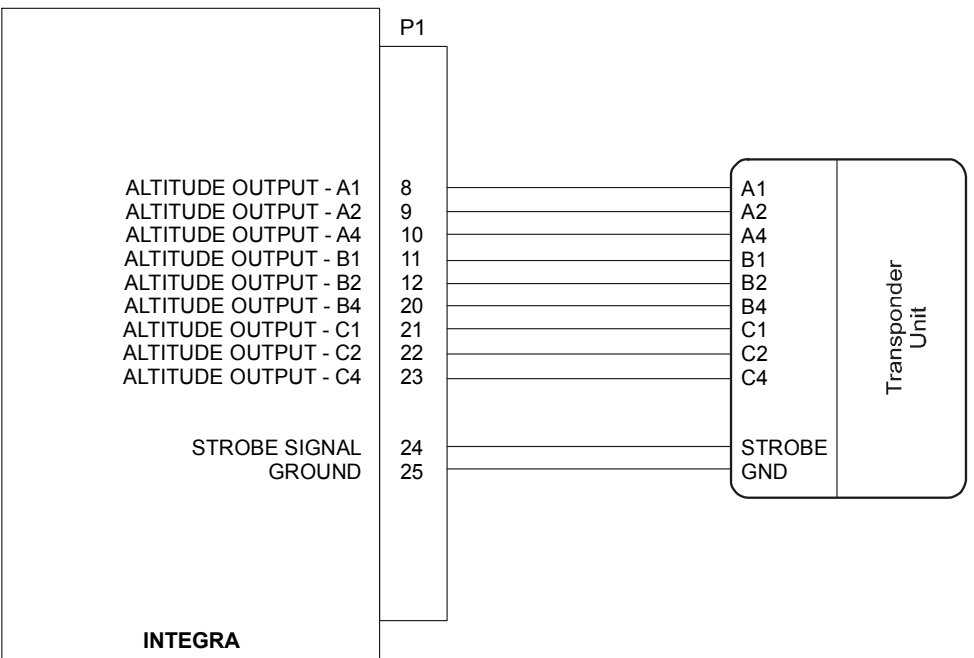 P1
ALTITUDE OUTPUT - A1 8 A1
ALTITUDE OUTPUT - A2 9 A2
ALTITUDE OUTPUT - A4 10 A4
ALTITUDE OUTPUT - B1 11 B1
ALTITUDE OUTPUT - B2 12 B2
ALTITUDE OUTPUT - B4 20 B4
ALTITUDE OUTPUT - C1 21 C1
ALTITUDE OUTPUT - C2 22 C2
ALTITUDE OUTPUT - C4 23 C4
STROBE SIGNAL 24 STROBE
GROUND 25 GND
Transponder
Unit
INTEGRA